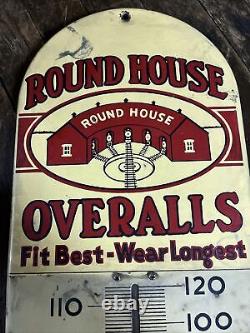 ROUND HOUSE
ROUND HOUSE
OVERALLS
Fit Best-Wear Longest
120
110
100